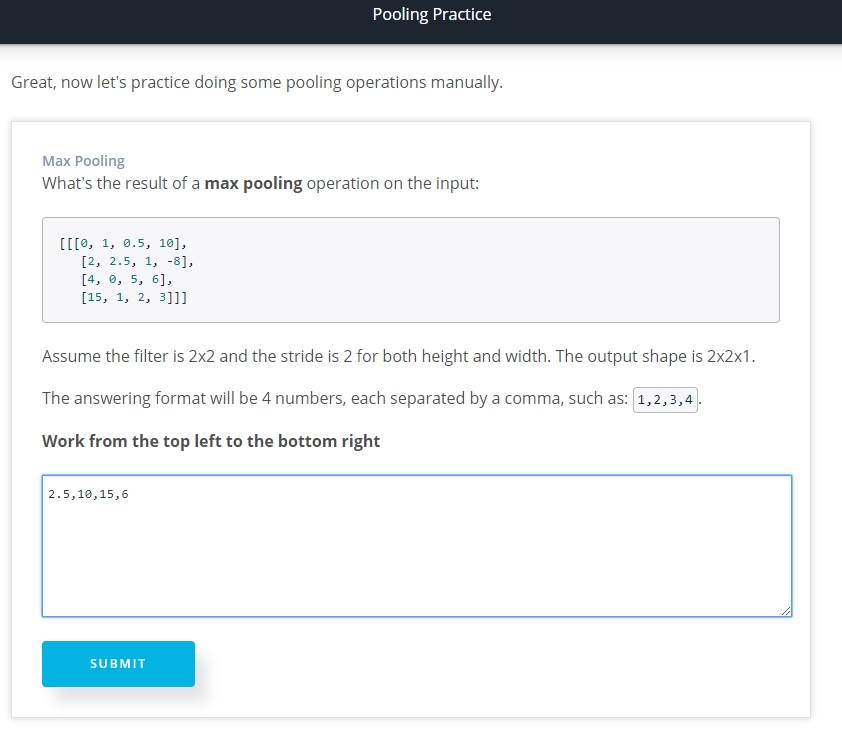 Pooling Practice
Great, now let's practice doing some pooling operations manually.
Max Pooling
What's the result of a max pooling operation on the input:
[[[0, 1, 0.5, 10],
[2, 2.5, 1, -8],
[4, 0, 5, 6],
[15, 1, 2, 3]]]
Assume the filter is 2x2 and the stride is 2 for both height and width. The output shape is 2x2x1.
The answering format will be 4 numbers, each separated by a comma, such as: 1,2,3,4.
Work from the top left to the bottom right
2.5,10,15,6
SUBMIT